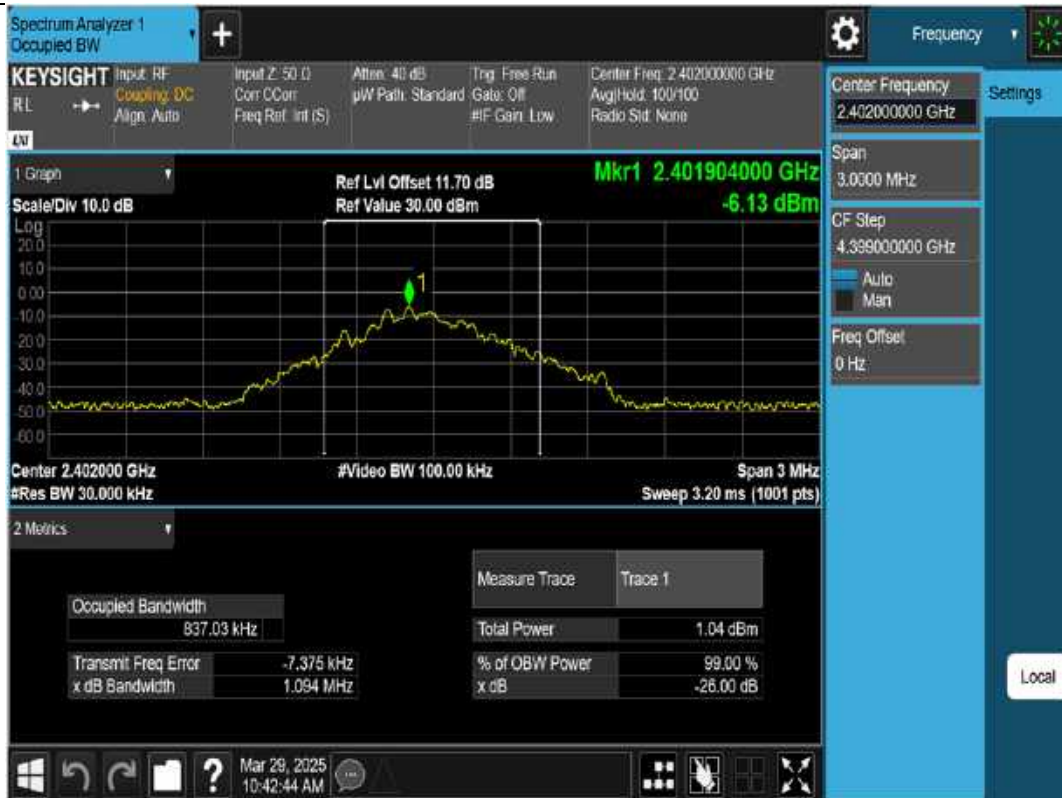 Spectrum Analyzer 1
Occupied BW
+
Frequency
KEYSIGHT
RL
Input: RF
Coupling: DC
Align: Auto
Input Z: 50 Ω
Corr CCorr
Freq Ref: Int (S)
Atten: 40 dB
µW Path: Standard
Trig: Free Run
Gate: Off
#IF Gain: Low
Center Freq: 2.402000000 GHz
Avg|Hold: 100/100
Radio Std: None
Center Frequency
2.402000000 GHz
Settings
Span
3.0000 MHz
CF Step
4.399000000 GHz
Auto
Man
Freq Offset
0 Hz
1 Graph
Scale/Div 10.0 dB
Ref Lvl Offset 11.70 dB
Ref Value 30.00 dBm
Mkr1 2.401904000 GHz
-6.13 dBm
Log
20.0
10.0
0.00
-10.0
-20.0
-30.0
-40.0
-50.0
-60.0
1
Center 2.402000 GHz
#Video BW 100.00 kHz
Span 3 MHz
#Res BW 30.000 kHz
Sweep 3.20 ms (1001 pts)
2 Metrics
Measure Trace
Trace 1
Occupied Bandwidth
837.03 kHz
Total Power
1.04 dBm
Transmit Freq Error
-7.375 kHz
% of OBW Power
99.00 %
x dB Bandwidth
1.094 MHz
x dB
-26.00 dB
Local
?
Mar 29, 2025
10:42:44 AM